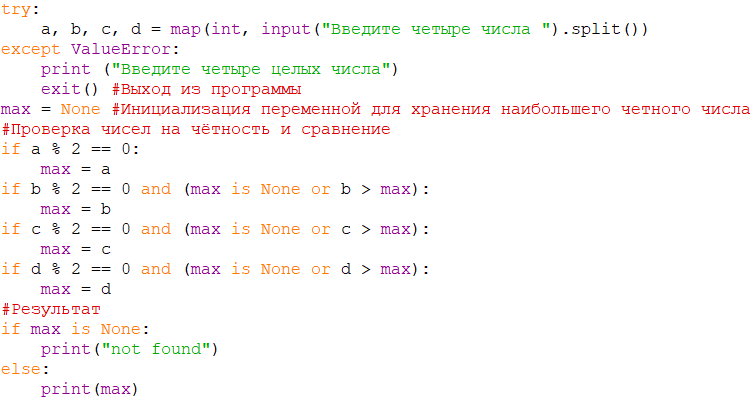 try:
    a, b, c, d = map(int, input("Введите четыре числа ").split())
except ValueError:
    print ("Введите четыре целых числа")
    exit() #Выход из программы
max = None #Инициализация переменной для хранения наибольшего четного числа
#Проверка чисел на чётность и сравнение
if a % 2 == 0:
    max = a
if b % 2 == 0 and (max is None or b > max):
    max = b
if c % 2 == 0 and (max is None or c > max):
    max = c
if d % 2 == 0 and (max is None or d > max):
    max = d
#Результат
if max is None:
    print("not found")
else:
    print(max)